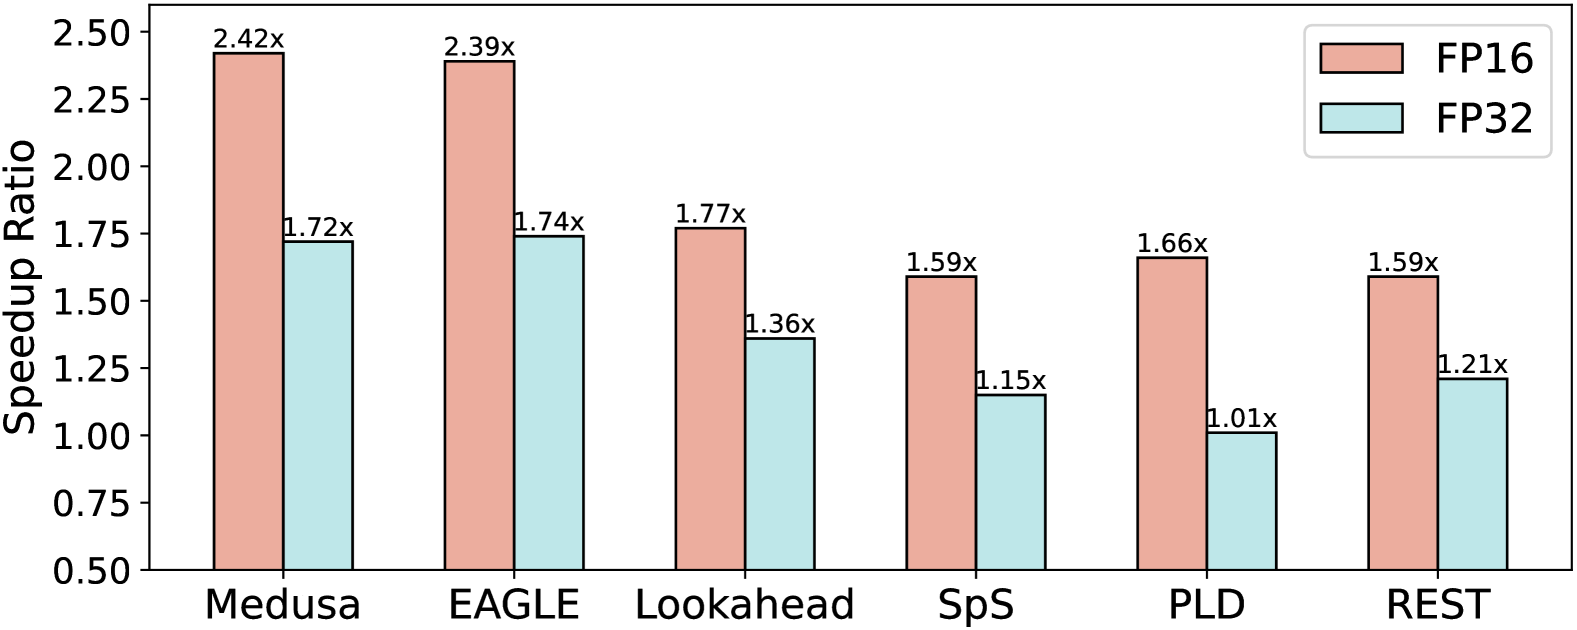 Speedup Ratio
2.50
2.25
2.00
1.75
1.50
1.25
1.00
0.75
0.50
2.42x
1.72x
2.39x
1.74x
1.77x
1.36x
1.59x
1.15x
1.66x
1.01x
1.59x
1.21x
FP16
FP32
Medusa
EAGLE
Lookahead
SpS
PLD
REST